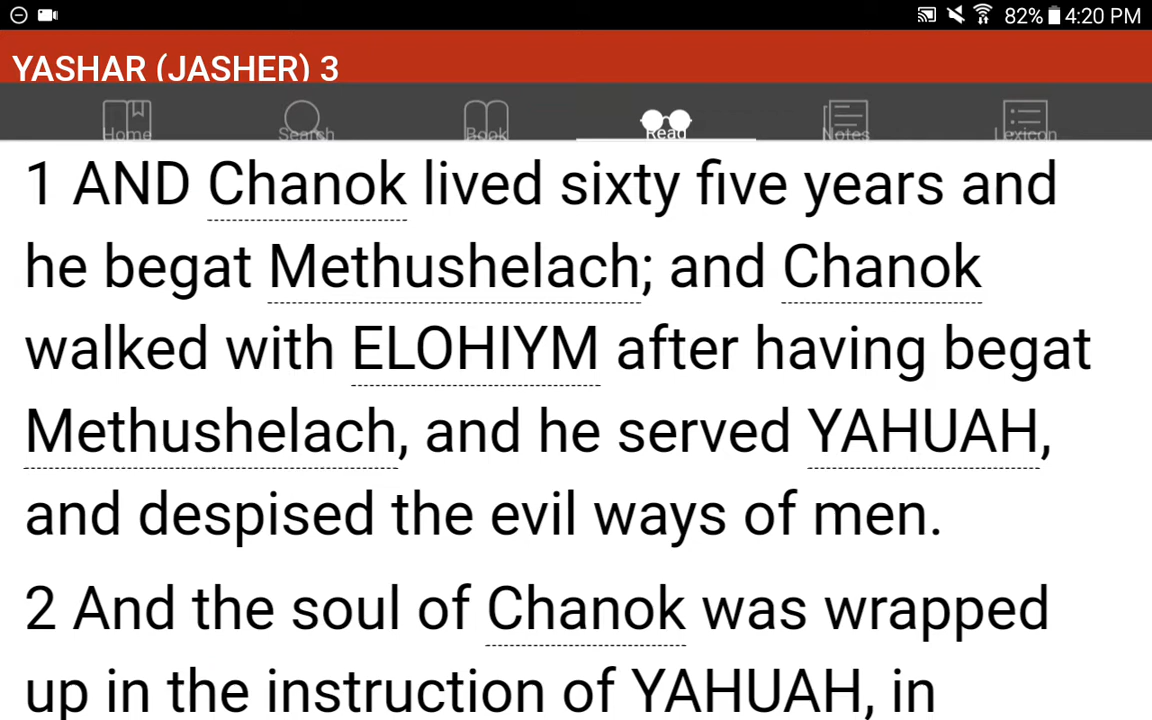 82% 4:20 PM
YASHAR (JASHER) 3
Home Search Book Read Notes Lexicon
1 AND Chanok lived sixty five years and
he begat Methushelach; and Chanok
walked with ELOHIYM after having begat
Methushelach, and he served YAHUAH,
and despised the evil ways of men.
2 And the soul of Chanok was wrapped
up in the instruction of YAHUAH, in